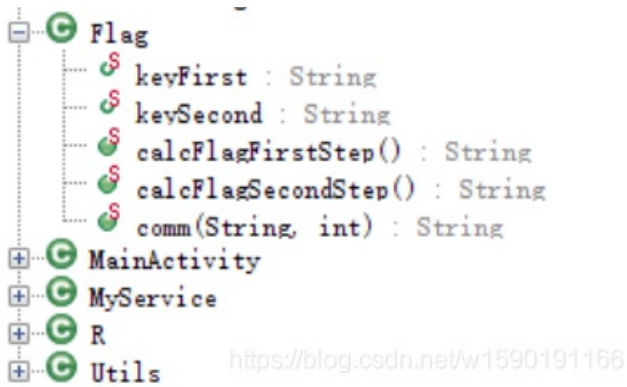 Flag
keyFirst : String
keySecond : String
calcFlagFirstStep() : String
calcFlagSecondStep() : String
comm(String, int) : String
MainActivity
MyService
R
Utils
https://blog.csdn.net/w1590191166